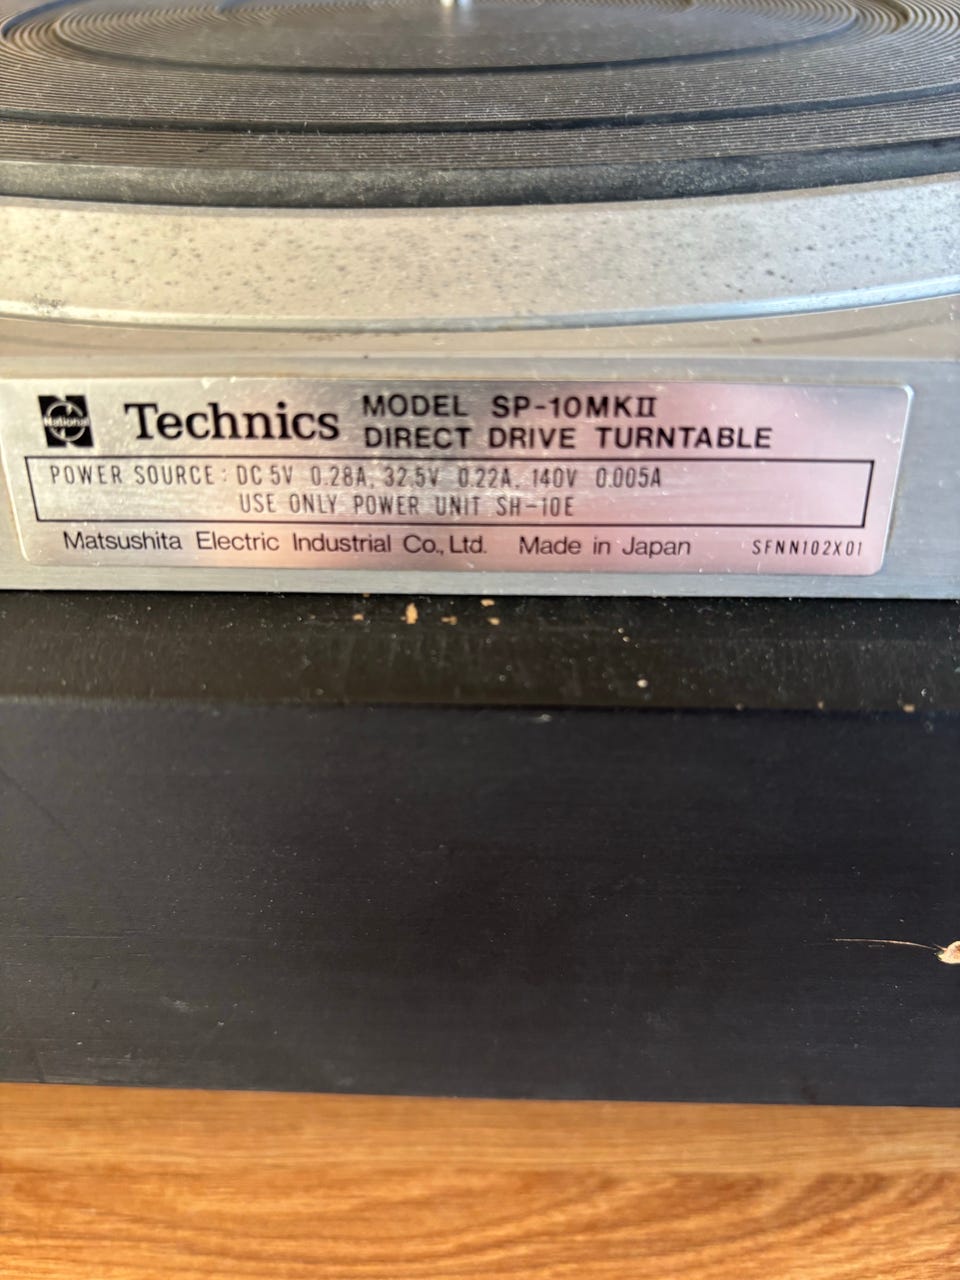 National Technics MODEL SP-10MKII
DIRECT DRIVE TURNTABLE
POWER SOURCE : DC 5V 0.28A, 32.5V 0.22A, 140V 0.005A
USE ONLY POWER UNIT SH-10E
Matsushita Electric Industrial Co., Ltd. Made in Japan SFNN102X01